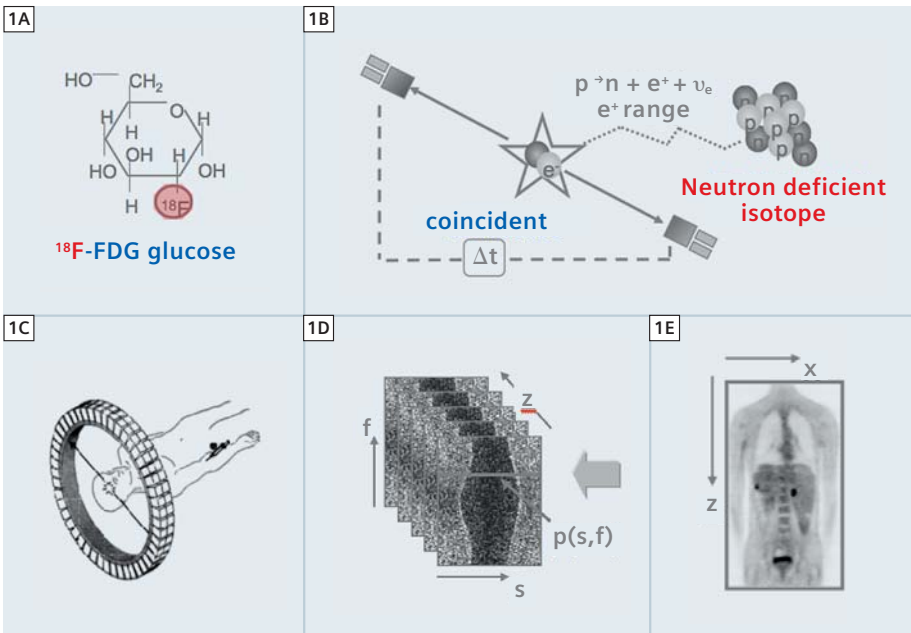 1A
HO
CH₂
O
H
H
H
H
OH
HO
OH
H
¹⁸F
¹⁸F-FDG glucose
1B
p → n + e⁺ + υₑ
e⁺ range
p
n
p
p
p
n
p
n
p
n
e⁻
Neutron deficient
isotope
coincident
Δt
1C
1D
z
f
p(s,f)
s
1E
x
z